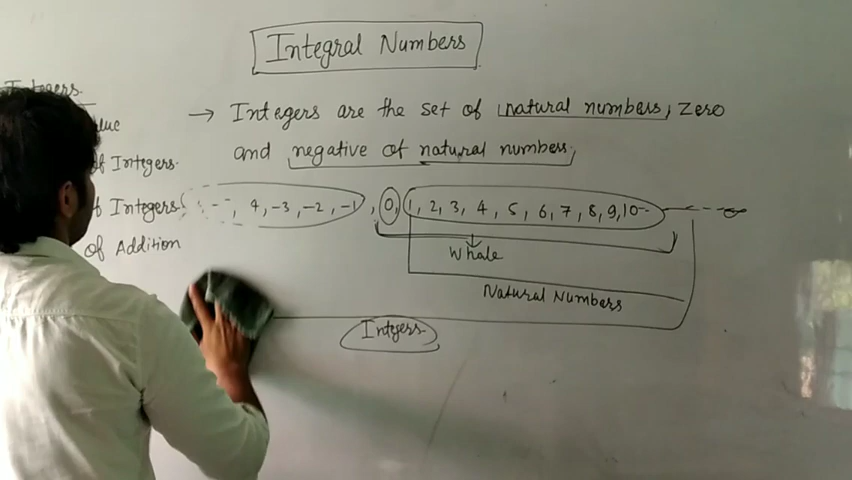 Integral Numbers
Integers.
→ Integers are the set of natural numbers, zero
and negative of natural numbers,
of Integers.
Integers
of Addition
4, -3, -2, -1, 0, 1, 2, 3, 4, 5, 6, 7, 8, 9, 10
Whole
Natural Numbers
Integers